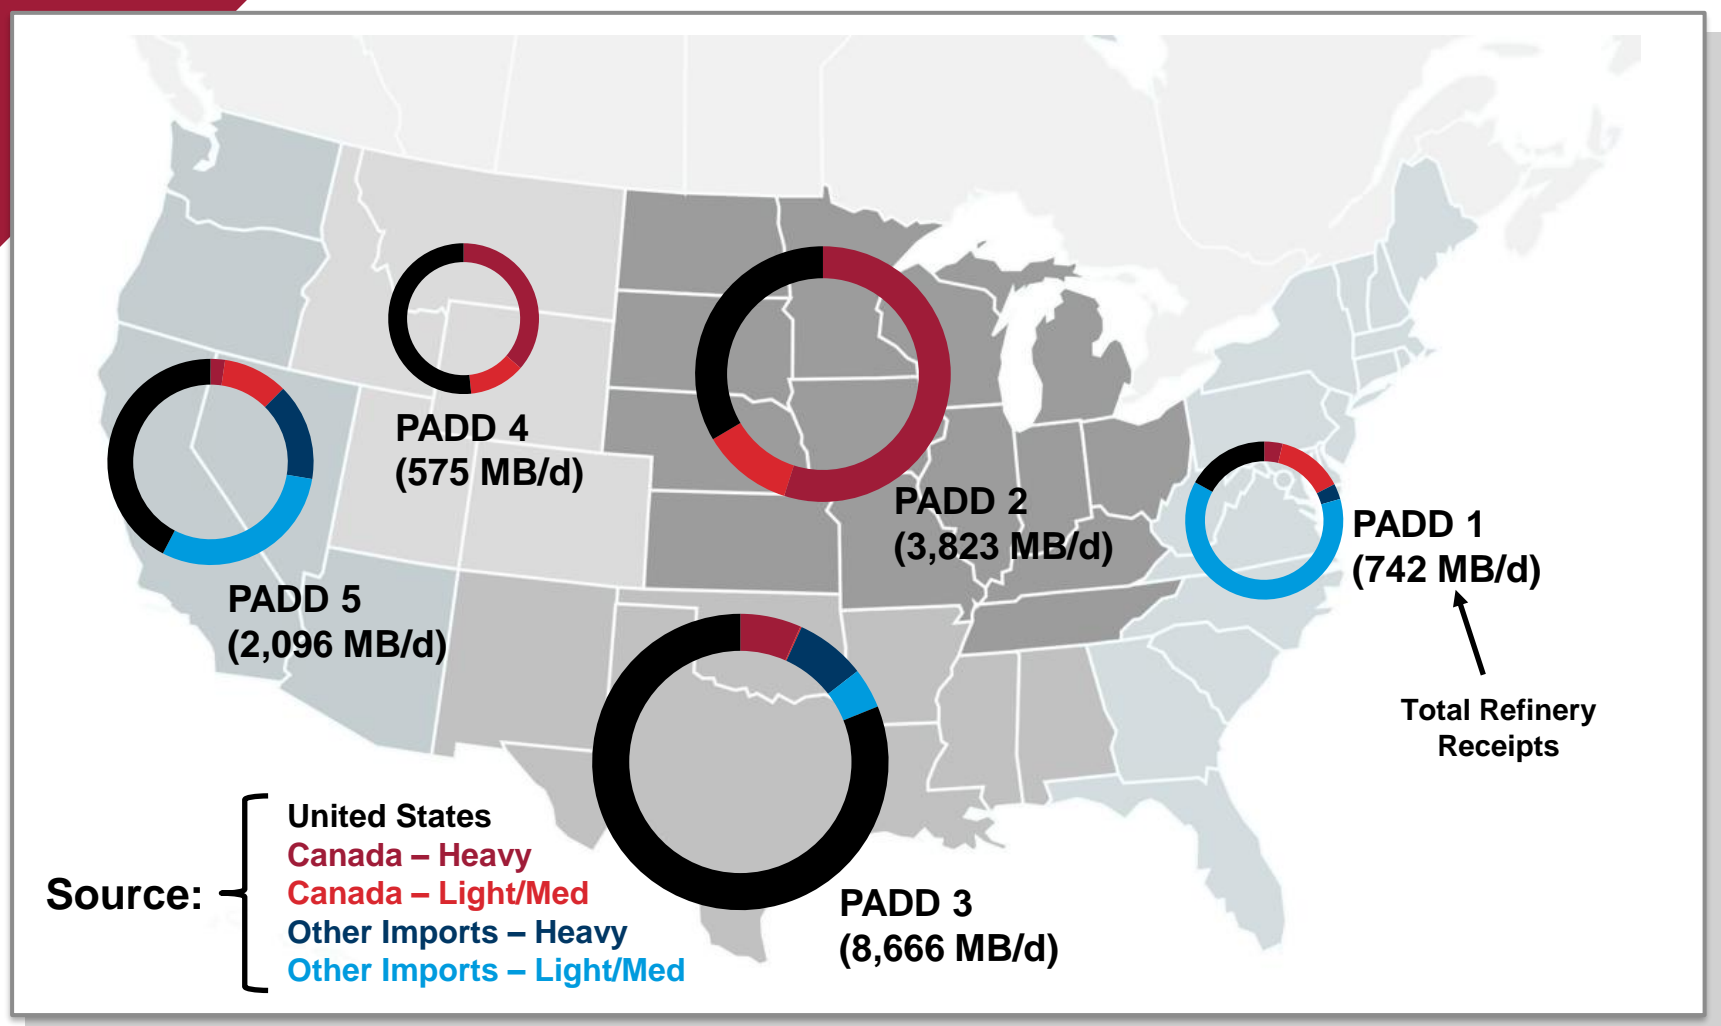 PADD 4
(575 MB/d)
PADD 2
(3,823 MB/d)
PADD 1
(742 MB/d)
PADD 5
(2,096 MB/d)
Total Refinery
Receipts
Source:
United States
Canada – Heavy
Canada – Light/Med
Other Imports – Heavy
Other Imports – Light/Med
PADD 3
(8,666 MB/d)